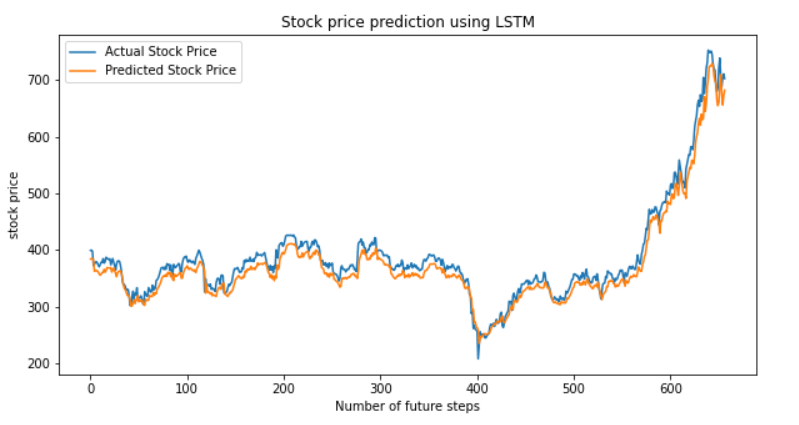 Stock price prediction using LSTM
Actual Stock Price
Predicted Stock Price
700
600
500
400
300
200
stock price
0 100 200 300 400 500 600
Number of future steps